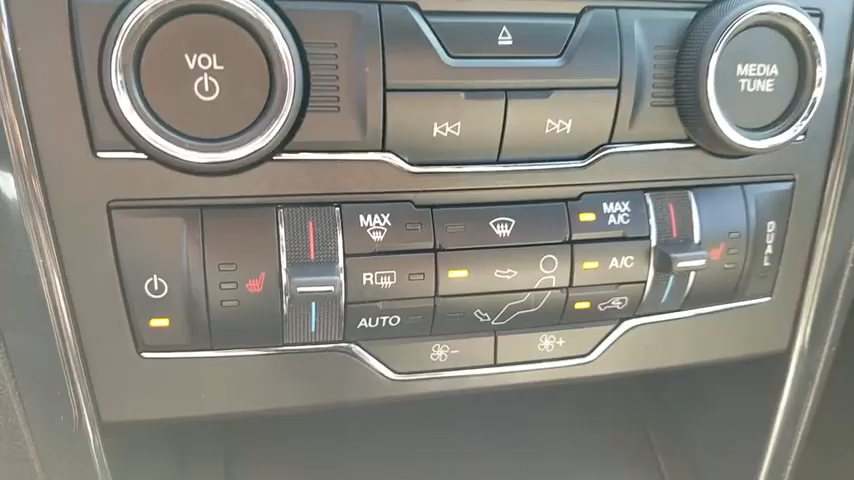 VOL
MEDIA
TUNE
MAX
MAX
A/C
R
A/C
AUTO
DUAL